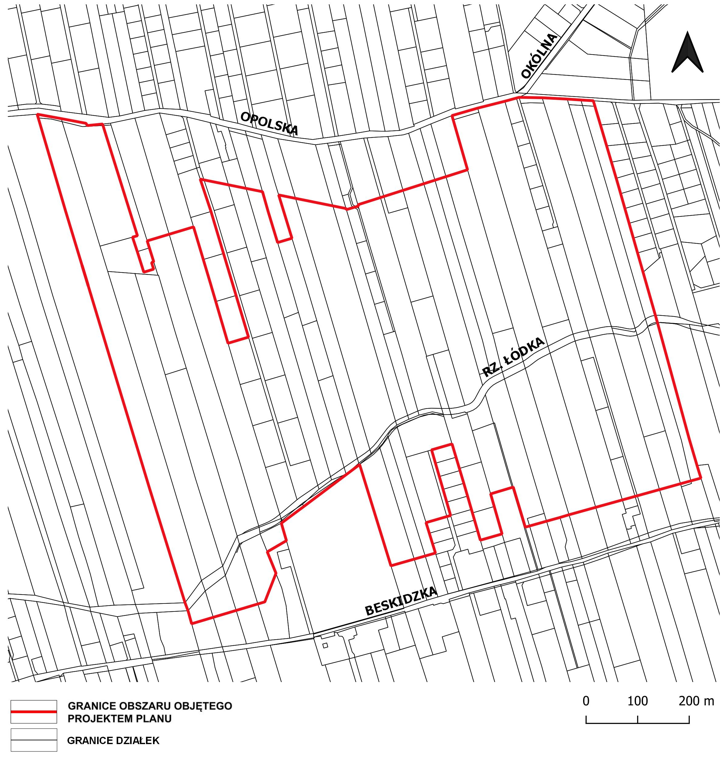 OKÓLNA
OPOLSKA
RZ. ŁÓDKA
BESKIDZKA
GRANICE OBSZARU OBJĘTEGO
PROJEKTEM PLANU
GRANICE DZIAŁEK
0 100 200 m